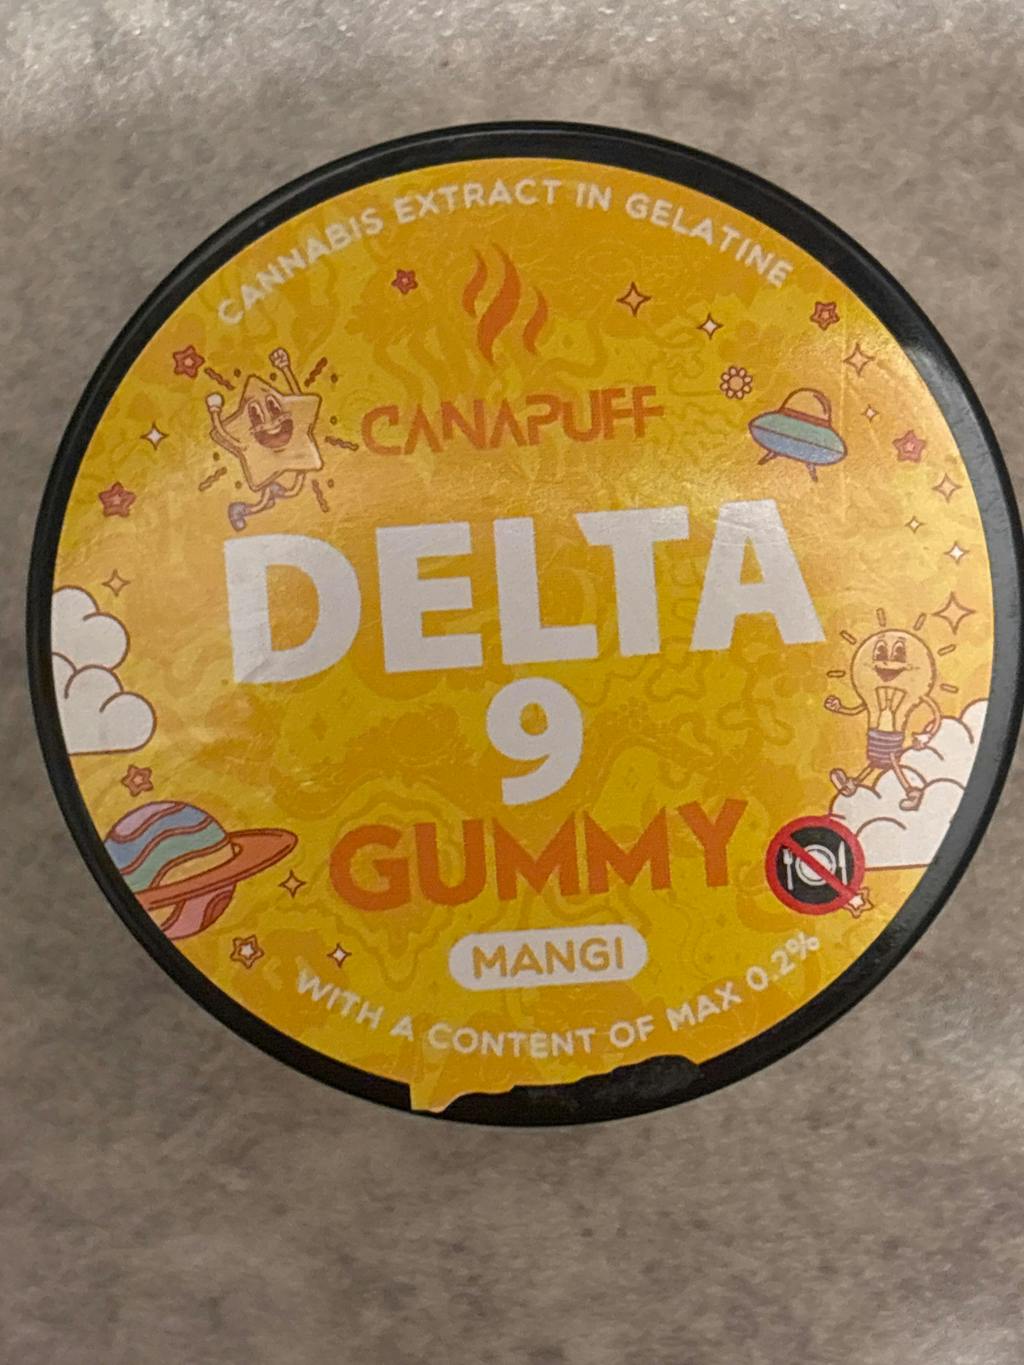 CANNABIS EXTRACT IN GELATINE
CANAPUFF
DELTA
9
GUMMY
MANGI
WITH A CONTENT OF MAX 0.2%